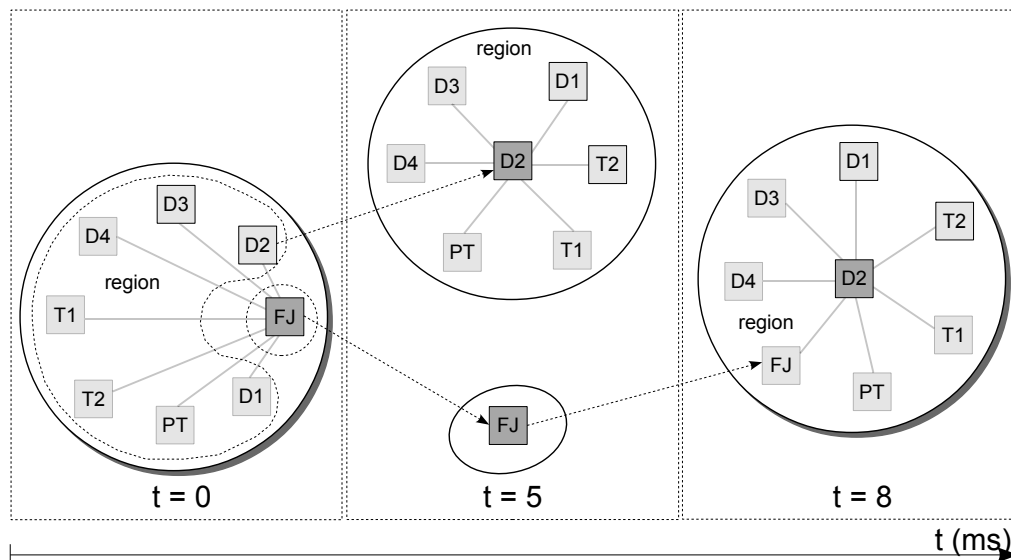 D3
D2
D4
region
T1
FJ
T2
D1
PT
t = 0
region
D3
D1
D4
D2
T2
PT
T1
FJ
t = 5
D1
D3
T2
D4
D2
region
T1
FJ
PT
t = 8
t (ms)